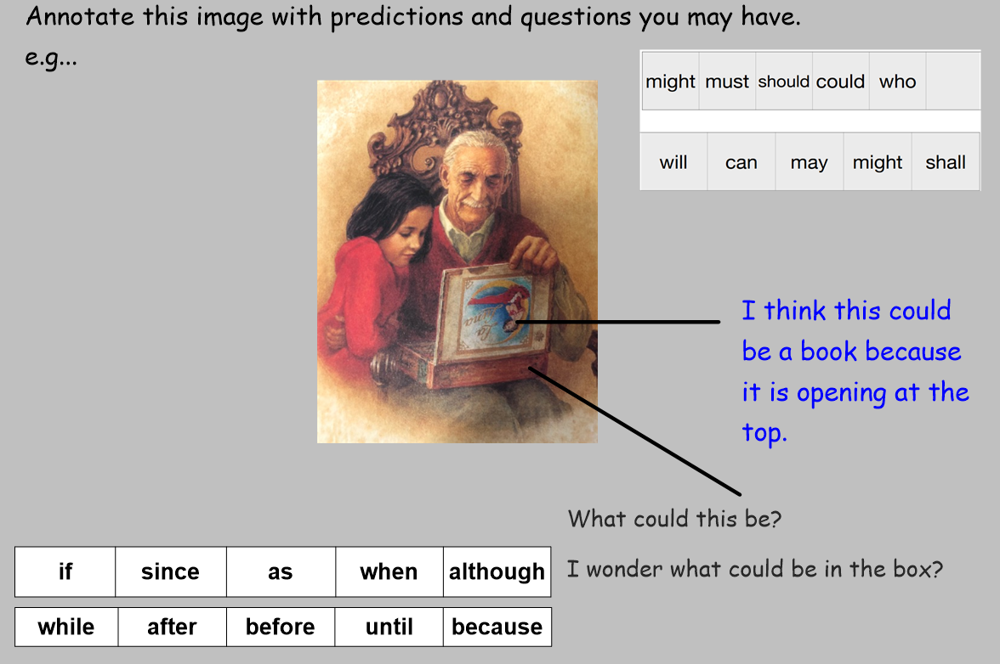 Annotate this image with predictions and questions you may have.
e.g...
might must should could who
will can may might shall
I think this could
be a book because
it is opening at the
top.
What could this be?
I wonder what could be in the box?
if since as when although
while after before until because